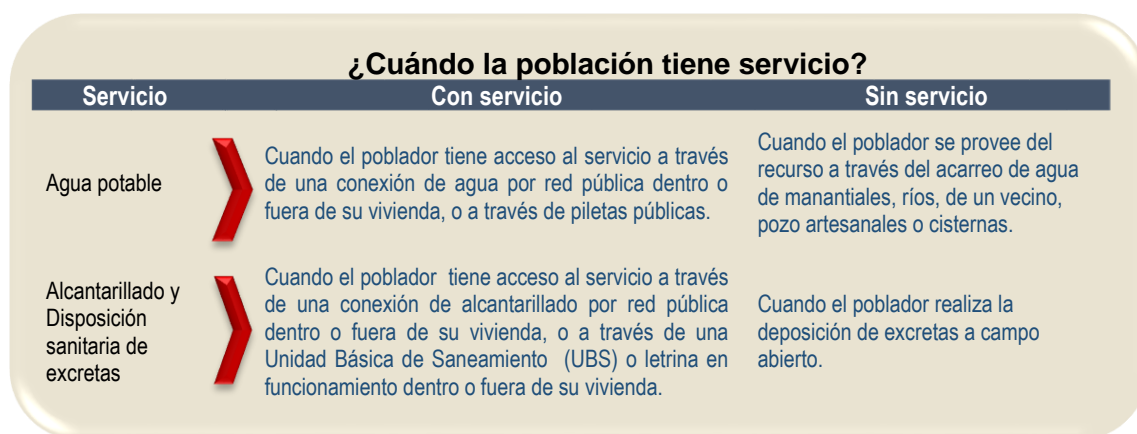 ¿Cuándo la población tiene servicio?
Servicio Con servicio Sin servicio
Agua potable
Cuando el poblador tiene acceso al servicio a través
de una conexión de agua por red pública dentro o
fuera de su vivienda, o a través de piletas públicas.
Cuando el poblador se provee del
recurso a través del acarreo de agua
de manantiales, ríos, de un vecino,
pozo artesanales o cisternas.
Alcantarillado y
Disposición
sanitaria de
excretas
Cuando el poblador tiene acceso al servicio a través
de una conexión de alcantarillado por red pública
dentro o fuera de su vivienda, o a través de una
Unidad Básica de Saneamiento (UBS) o letrina en
funcionamiento dentro o fuera de su vivienda.
Cuando el poblador realiza la
deposición de excretas a campo
abierto.